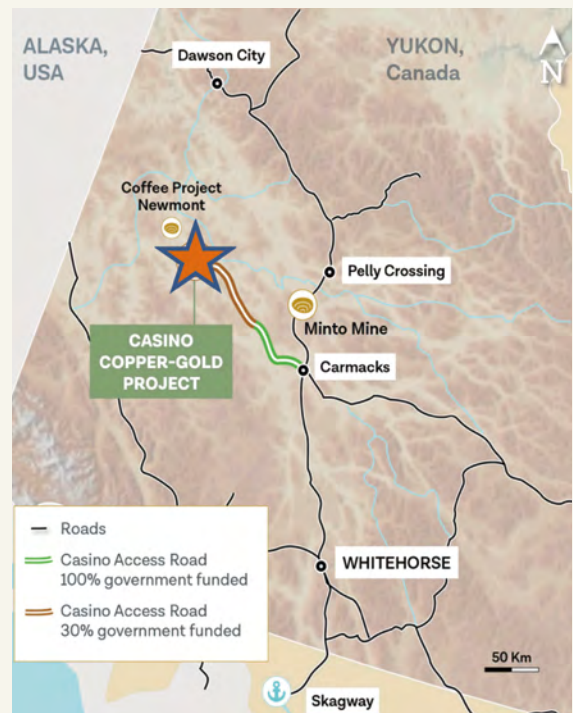 ALASKA,
USA
YUKON,
Canada
N
Dawson City
Coffee Project
Newmont
Pelly Crossing
Minto Mine
CASINO
COPPER-GOLD
PROJECT
Carmacks
Roads
Casino Access Road
100% government funded
Casino Access Road
30% government funded
WHITEHORSE
50 Km
Skagway